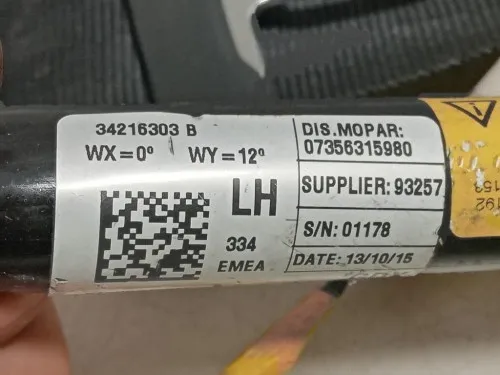 34216303 B
WX=0° WY=12°
LH
334
EMEA
DIS.MOPAR:
07356315980
SUPPLIER: 93257
S/N: 01178
DATE: 13/10/15